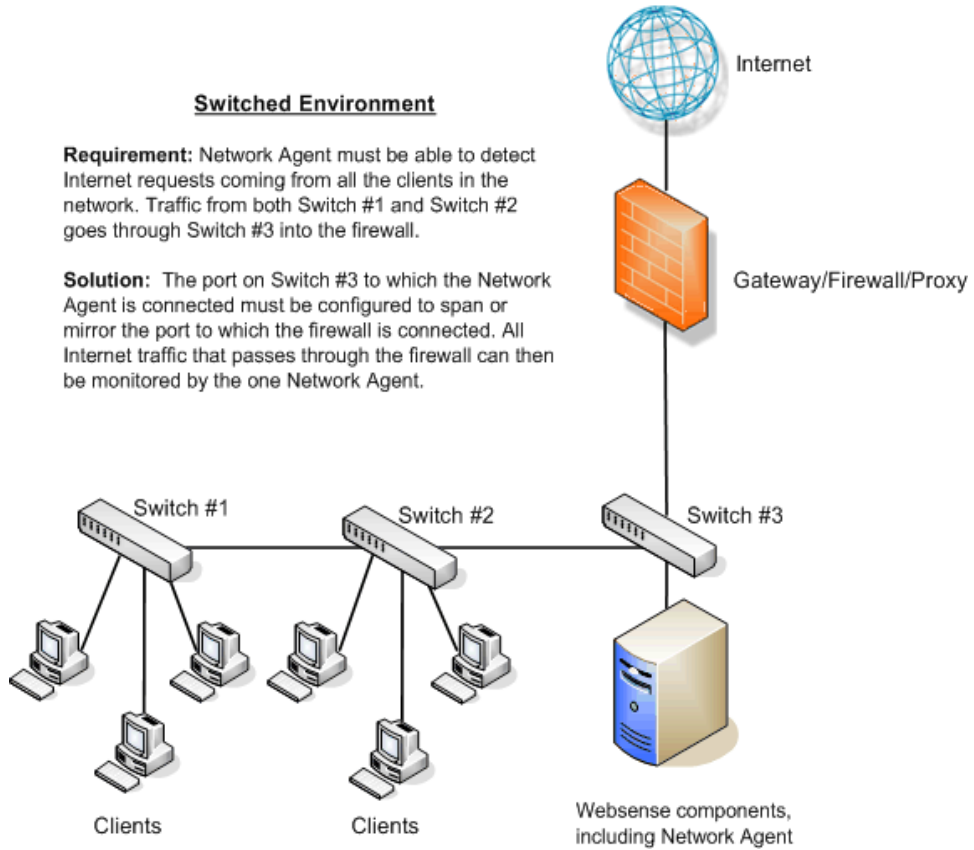 Internet
Switched Environment
Requirement: Network Agent must be able to detect
Internet requests coming from all the clients in the
network. Traffic from both Switch #1 and Switch #2
goes through Switch #3 into the firewall.
Solution: The port on Switch #3 to which the Network
Agent is connected must be configured to span or
mirror the port to which the firewall is connected. All
Internet traffic that passes through the firewall can then
be monitored by the one Network Agent.
Gateway/Firewall/Proxy
Switch #1
Switch #2
Switch #3
Clients
Clients
Websense components,
including Network Agent